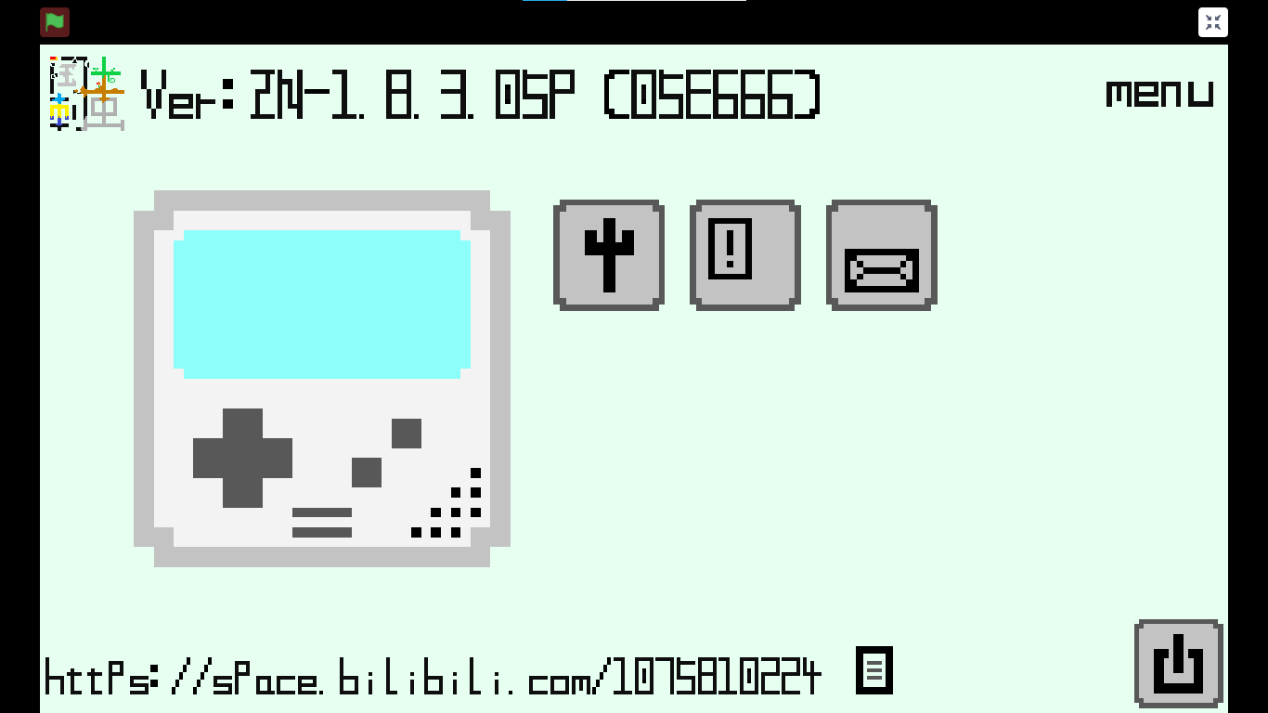 Ver: ZN-1.8.3.05P (05E666)
menu
!
https://space.bilibili.com/1075810224